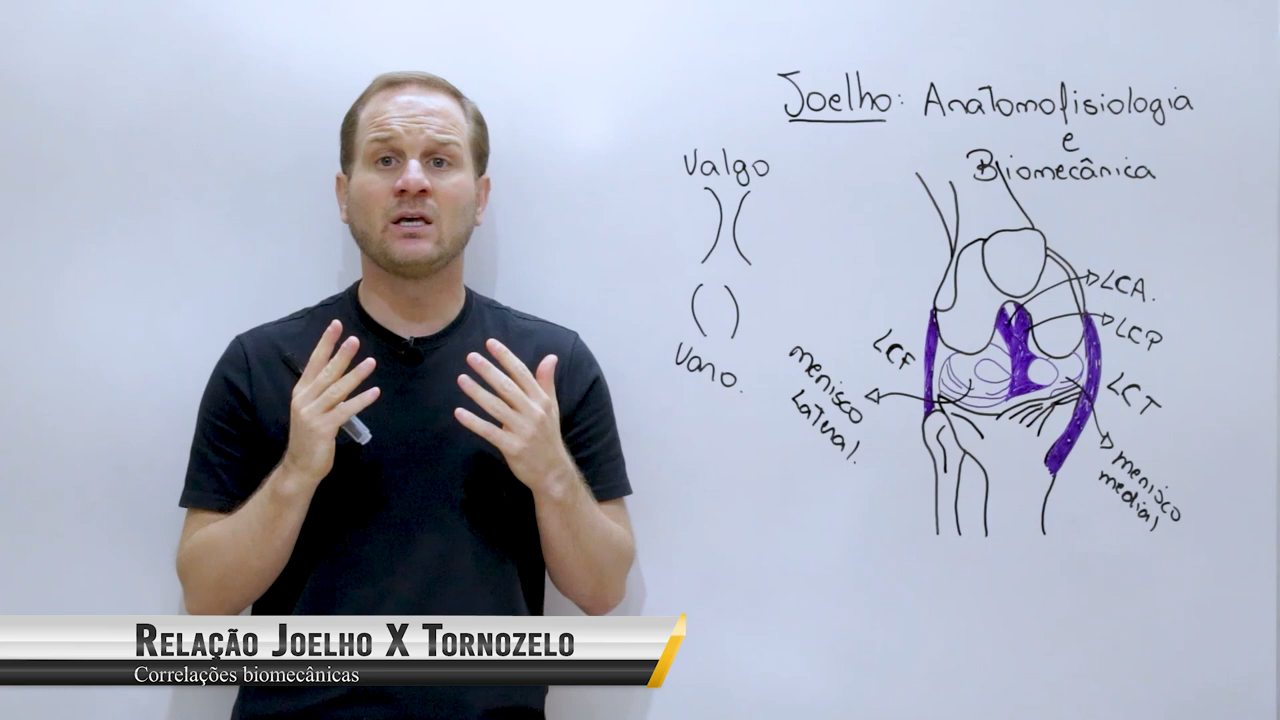 Joelho: Anatomofisiologia
e
Biomecânica
Valgo
Varo.
LCA.
LCP
LCF
LCT
menisco
Lateral.
menisco
medial
Relação Joelho X Tornozelo
Correlações biomecânicas